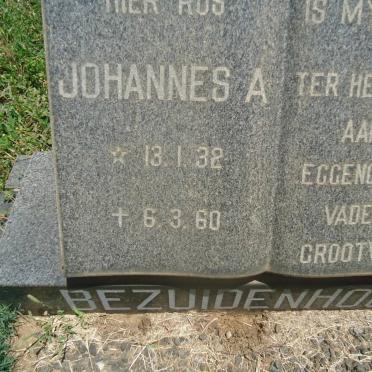 HIER RUS
JOHANNES A
☆ 13.1.32
† 6.3.60
IS MY
TER HE
AAN
EGGENO
VADE
GROOTV
BEZUIDENHO